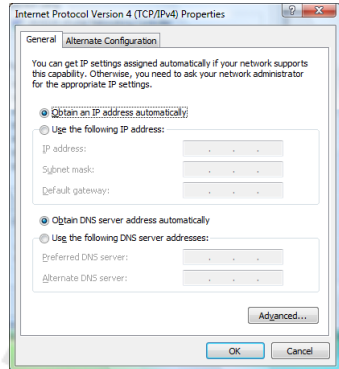 Internet Protocol Version 4 (TCP/IPv4) Properties
General
Alternate Configuration
You can get IP settings assigned automatically if your network supports
this capability. Otherwise, you need to ask your network administrator
for the appropriate IP settings.
Obtain an IP address automatically
Use the following IP address:
IP address:
Subnet mask:
Default gateway:
Obtain DNS server address automatically
Use the following DNS server addresses:
Preferred DNS server:
Alternate DNS server:
Advanced...
OK
Cancel